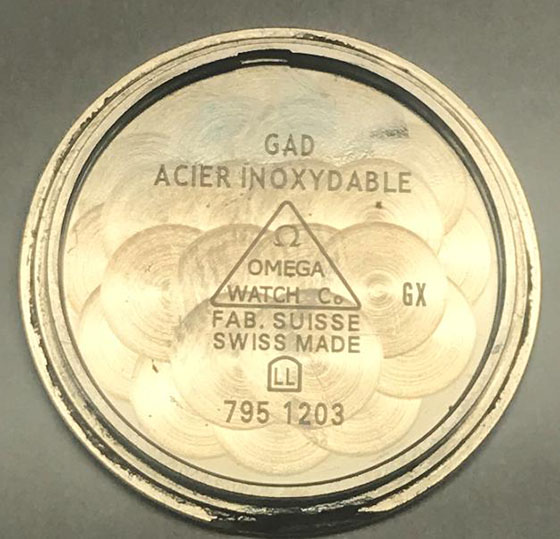 GAD
ACIER INOXYDABLE
Ω
OMEGA
WATCH Co
GX
FAB. SUISSE
SWISS MADE
LL
795 1203